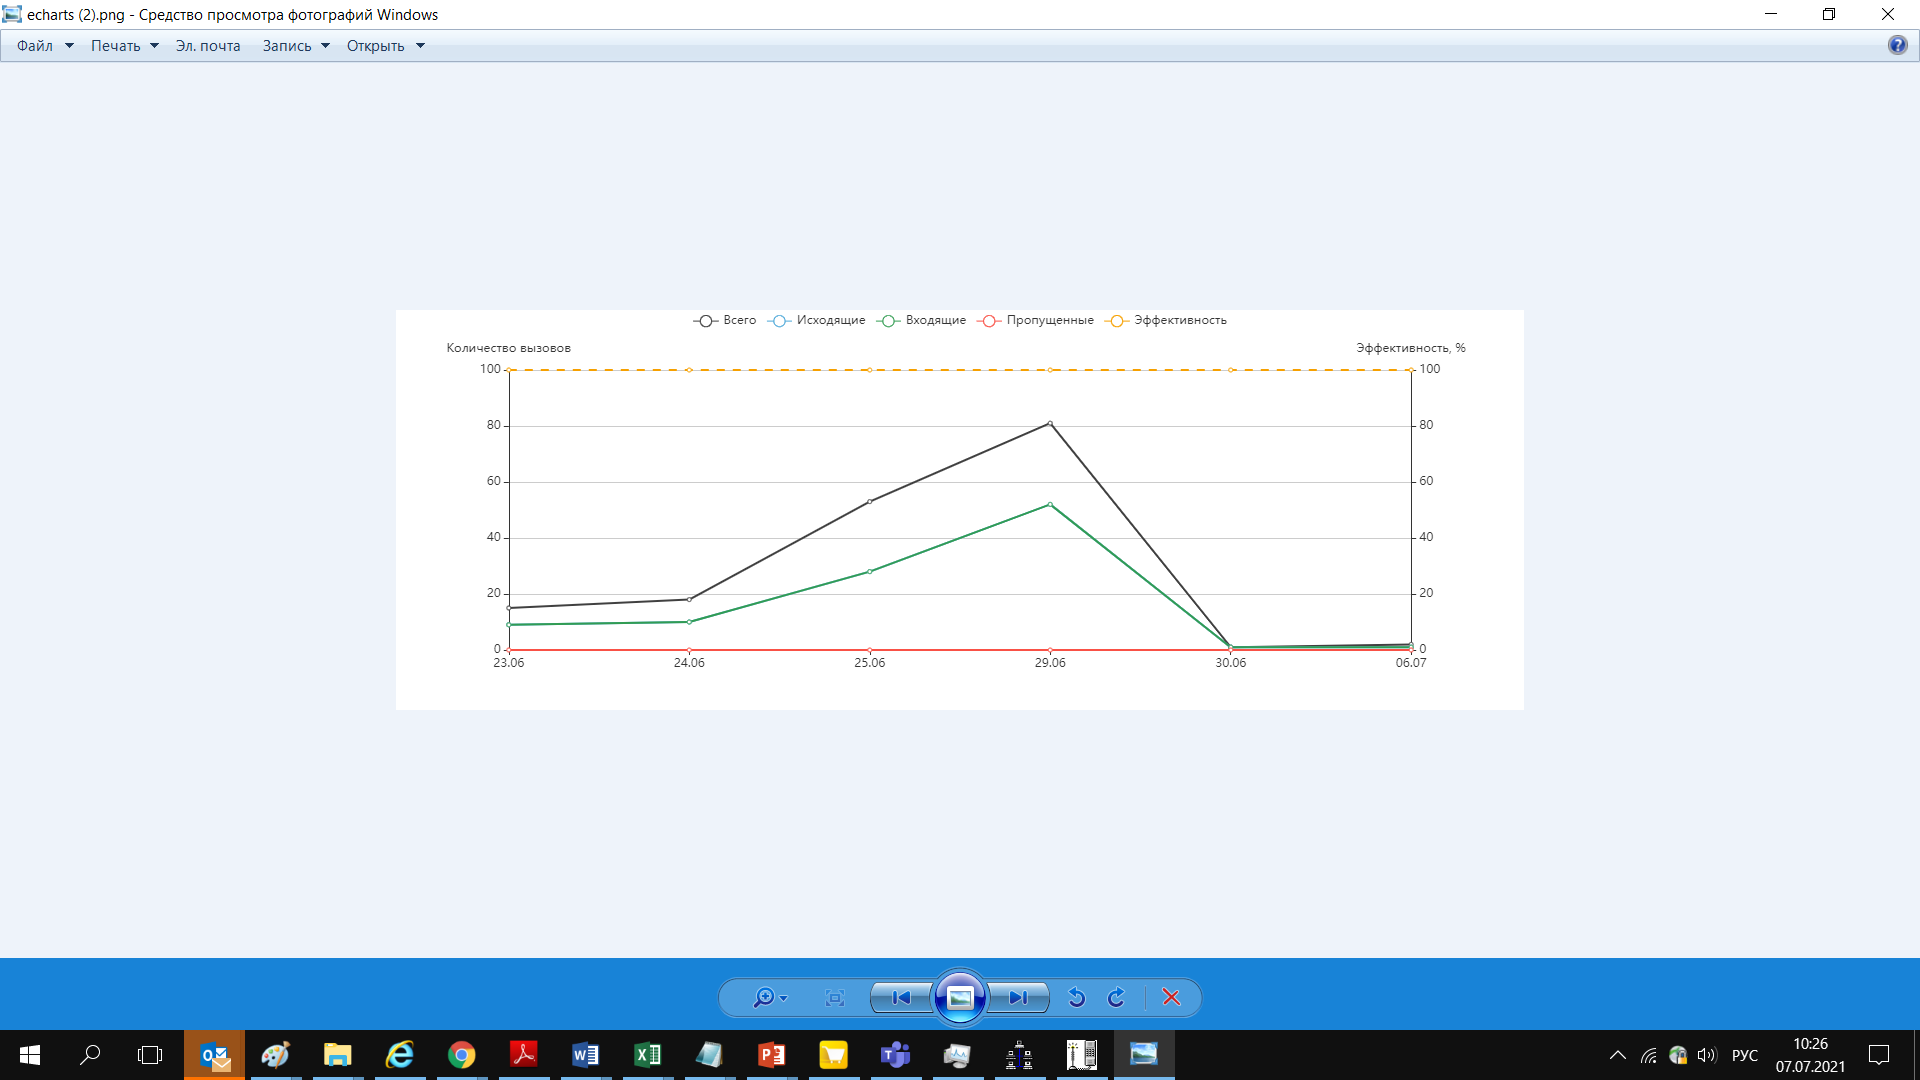 echarts (2).png - Средство просмотра фотографий Windows
Файл Печать Эл. почта Запись Открыть
Всего Исходящие Входящие Пропущенные Эффективность
Количество вызовов Эффективность, %
100 100
80 80
60 60
40 40
20 20
0 0
23.06 24.06 25.06 29.06 30.06 06.07
РУС
10:26
07.07.2021